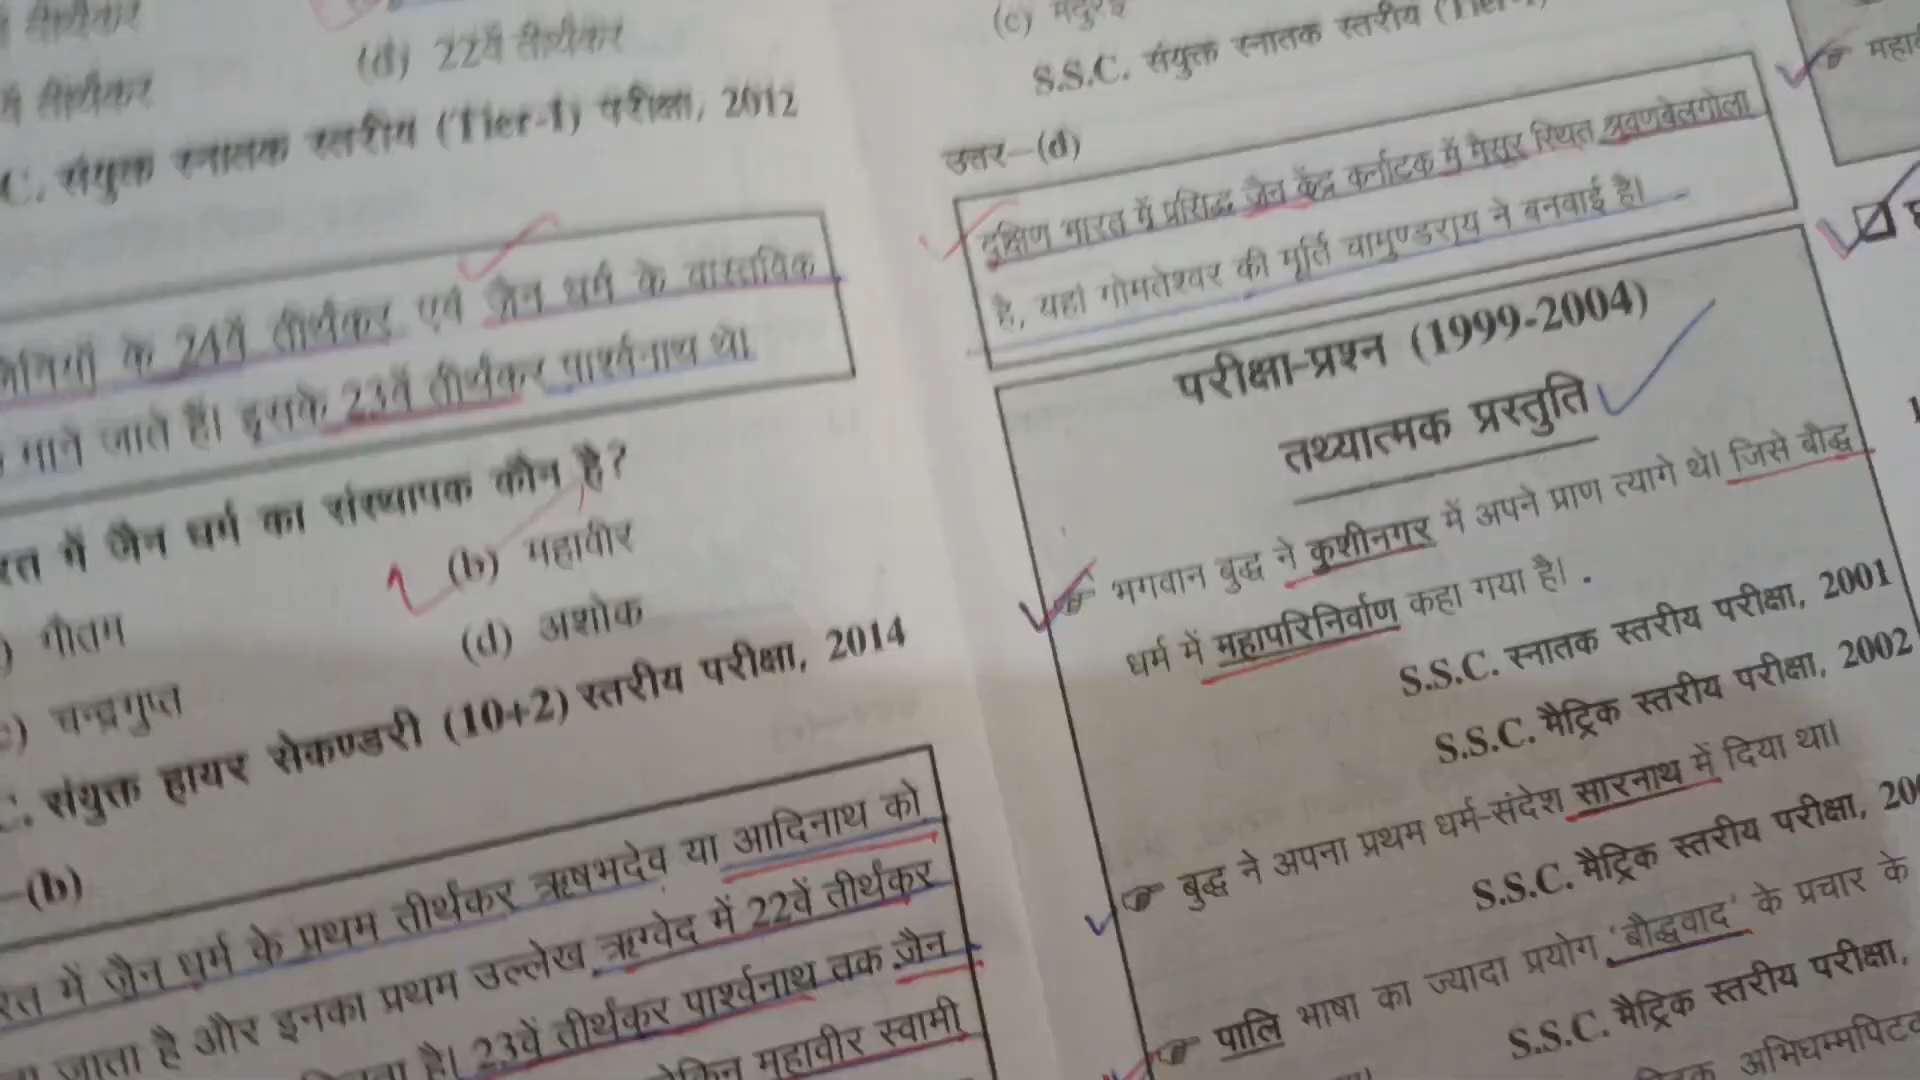 तीर्थंकर
(d) 22वें तीर्थंकर
तीर्थंकर
C. संयुक्त स्नातक स्तरीय (Tier-I) परीक्षा, 2012
के 24वें तीर्थंकर एवं जैन धर्म के वास्तविक
माने जाते हैं। इसके 23वें तीर्थंकर पार्श्वनाथ थे।
में जैन धर्म का संस्थापक कौन है?
(b) महावीर
) गौतम
(d) अशोक
) चन्द्रगुप्त
संयुक्त हायर सेकण्डरी (10+2) स्तरीय परीक्षा, 2014
–(b)
में जैन धर्म के प्रथम तीर्थंकर ऋषभदेव या आदिनाथ को
जाता है और इनका प्रथम उल्लेख ऋग्वेद में 22वें तीर्थंकर
है। 23वें तीर्थंकर पार्श्वनाथ तक जैन
महावीर स्वामी
(c) मदुरई
S.S.C. संयुक्त स्नातक स्तरीय
उत्तर–(d)
दक्षिण भारत में प्रसिद्ध जैन केंद्र कर्नाटक में मैसूर स्थित श्रवणबेलगोला
है, यहां गोमतेश्वर की मूर्ति चामुण्डराय ने बनवाई है।
परीक्षा-प्रश्न (1999-2004)
तथ्यात्मक प्रस्तुति
☞ भगवान बुद्ध ने कुशीनगर में अपने प्राण त्यागे थे। जिसे बौद्ध
धर्म में महापरिनिर्वाण कहा गया है।
S.S.C. स्नातक स्तरीय परीक्षा, 2001
S.S.C. मैट्रिक स्तरीय परीक्षा, 2002
☞ बुद्ध ने अपना प्रथम धर्म-संदेश सारनाथ में दिया था।
S.S.C. मैट्रिक स्तरीय परीक्षा, 20
☞ पालि भाषा का ज्यादा प्रयोग 'बौद्धवाद' के प्रचार के
S.S.C. मैट्रिक स्तरीय परीक्षा,